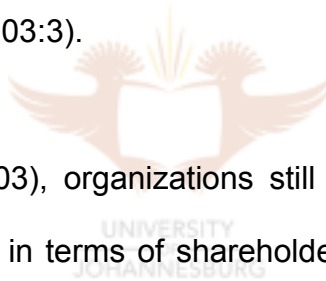 03:3).
03), organizations still
UNIVERSITY
in terms of shareholde
JOHANNESBURG